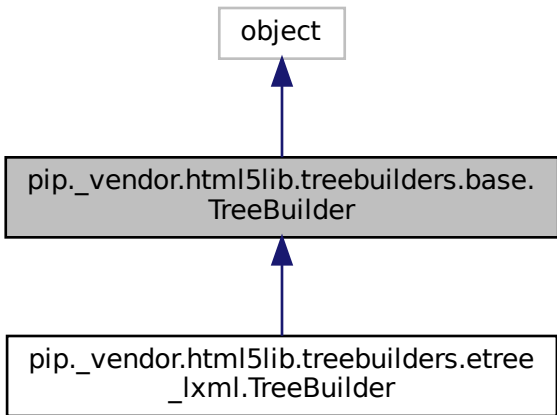 object
pip._vendor.html5lib.treebuilders.base.
TreeBuilder
pip._vendor.html5lib.treebuilders.etree
_lxml.TreeBuilder